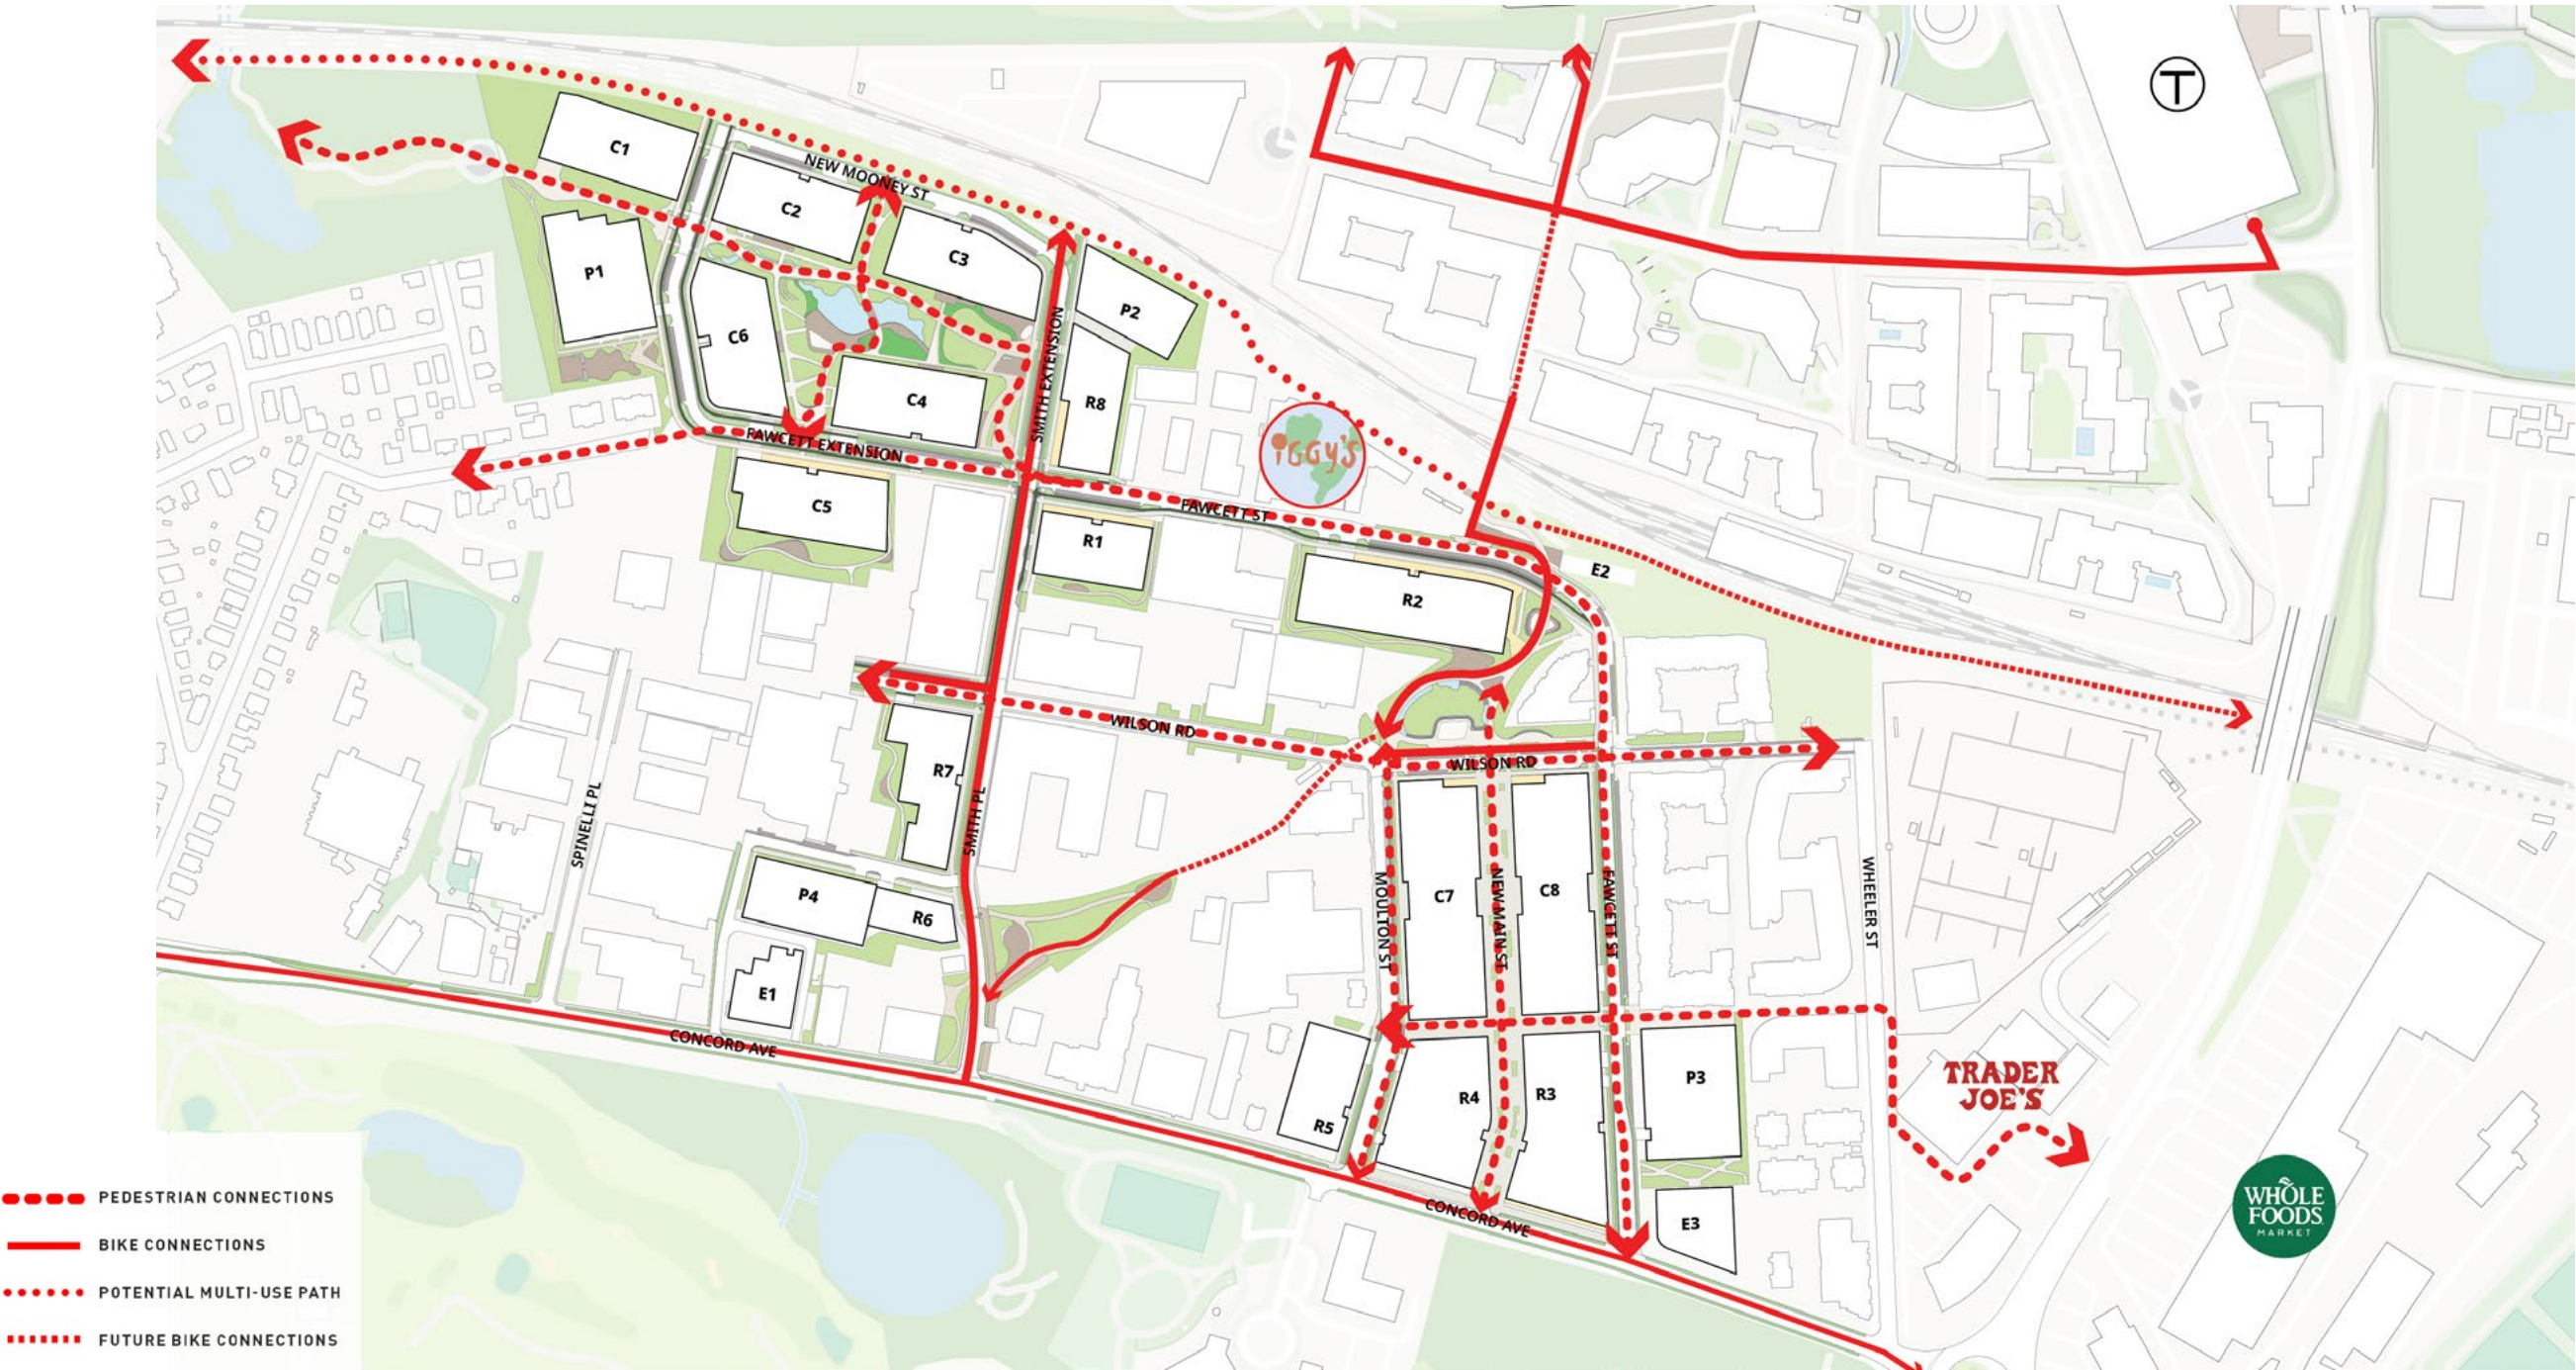 T
C1
NEW MOONEY ST
C2
C3
P1
P2
C6
SMITH EXTENSION
C4
R8
FAWCETT EXTENSION
iGGY'S
C5
FAWCETT ST
R1
E2
R2
WILSON RD
WILSON RD
R7
SMITH PL
SPINELLI PL
P4
R6
E1
C7
C8
MOULTON ST
NEW MAIN ST
FAWCETT ST
WHEELER ST
CONCORD AVE
P3
R4
R3
R5
TRADER
JOE'S
CONCORD AVE
E3
WHOLE
FOODS
MARKET
PEDESTRIAN CONNECTIONS
BIKE CONNECTIONS
POTENTIAL MULTI-USE PATH
FUTURE BIKE CONNECTIONS